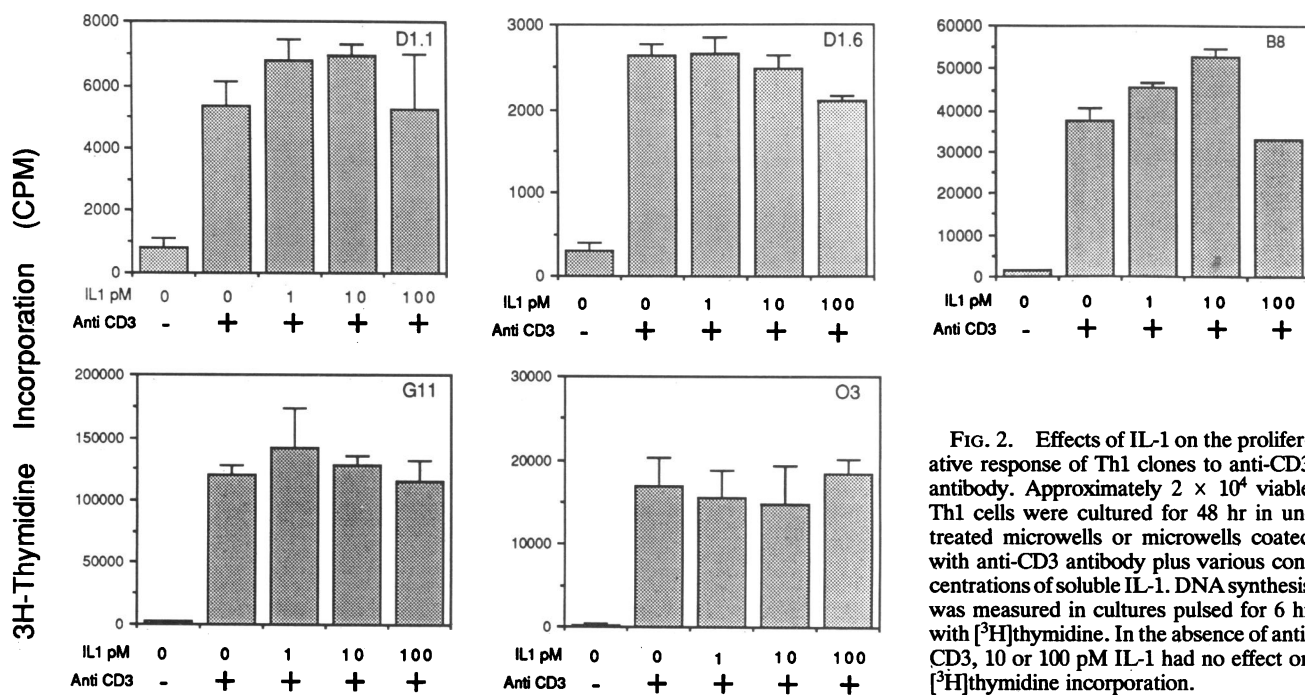 3H-Thymidine Incorporation (CPM)
D1.1
8000
6000
4000
2000
0
IL1 pM 0 0 1 10 100
Anti CD3 - + + + +
D1.6
3000
2000
1000
0
IL1 pM 0 0 1 10 100
Anti CD3 - + + + +
B8
60000
50000
40000
30000
20000
10000
0
IL1 pM 0 0 1 10 100
Anti CD3 - + + + +
G11
200000
150000
100000
50000
0
IL1 pM 0 0 1 10 100
Anti CD3 - + + + +
O3
30000
20000
10000
0
IL1 pM 0 0 1 10 100
Anti CD3 - + + + +
FIG. 2. Effects of IL-1 on the prolifer
ative response of Th1 clones to anti-CD3
antibody. Approximately 2 × 10⁴ viable
Th1 cells were cultured for 48 hr in un
treated microwells or microwells coated
with anti-CD3 antibody plus various con
centrations of soluble IL-1. DNA synthesis
was measured in cultures pulsed for 6 hr
with [³H]thymidine. In the absence of anti
CD3, 10 or 100 pM IL-1 had no effect on
[³H]thymidine incorporation.